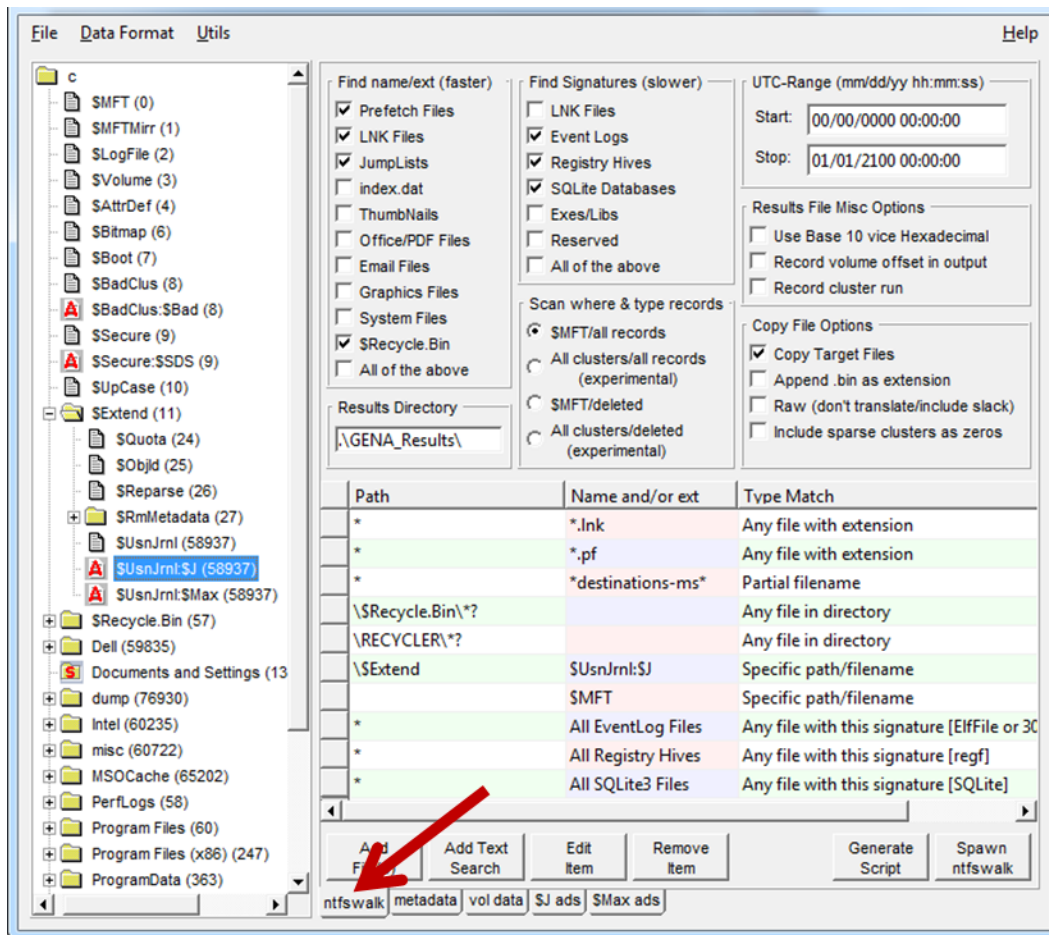 File Data Format Utils Help
c
$MFT (0)
$MFTMirr (1)
$LogFile (2)
$Volume (3)
$AttrDef (4)
$Bitmap (6)
$Boot (7)
$BadClus (8)
A $BadClus:$Bad (8)
$Secure (9)
A $Secure:$SDS (9)
$UpCase (10)
$Extend (11)
$Quota (24)
$ObjId (25)
$Reparse (26)
$RmMetadata (27)
$UsnJrnl (58937)
A $UsnJrnl:$J (58937)
A $UsnJrnl:$Max (58937)
$Recycle.Bin (57)
Dell (59835)
S Documents and Settings (13
dump (76930)
Intel (60235)
misc (60722)
MSOCache (65202)
PerfLogs (58)
Program Files (60)
Program Files (x86) (247)
ProgramData (363)
Find name/ext (faster)
Prefetch Files
LNK Files
JumpLists
index.dat
ThumbNails
Office/PDF Files
Email Files
Graphics Files
System Files
$Recycle.Bin
All of the above
Results Directory
.\GENA_Results\
Find Signatures (slower)
LNK Files
Event Logs
Registry Hives
SQLite Databases
Exes/Libs
Reserved
All of the above
Scan where & type records
$MFT/all records
All clusters/all records
(experimental)
$MFT/deleted
All clusters/deleted
(experimental)
UTC-Range (mm/dd/yy hh:mm:ss)
Start: 00/00/0000 00:00:00
Stop: 01/01/2100 00:00:00
Results File Misc Options
Use Base 10 vice Hexadecimal
Record volume offset in output
Record cluster run
Copy File Options
Copy Target Files
Append .bin as extension
Raw (don't translate/include slack)
Include sparse clusters as zeros
Path Name and/or ext Type Match
* *.lnk Any file with extension
* *.pf Any file with extension
* *destinations-ms* Partial filename
\$Recycle.Bin\*? Any file in directory
\RECYCLER\*? Any file in directory
\$Extend $UsnJrnl:$J Specific path/filename
$MFT Specific path/filename
* All EventLog Files Any file with this signature [ElfFile or 30
* All Registry Hives Any file with this signature [regf]
* All SQLite3 Files Any file with this signature [SQLite]
Add Text
Search
Edit
Item
Remove
Item
Generate
Script
Spawn
ntfswalk
ntfswalk metadata vol data $J ads $Max ads